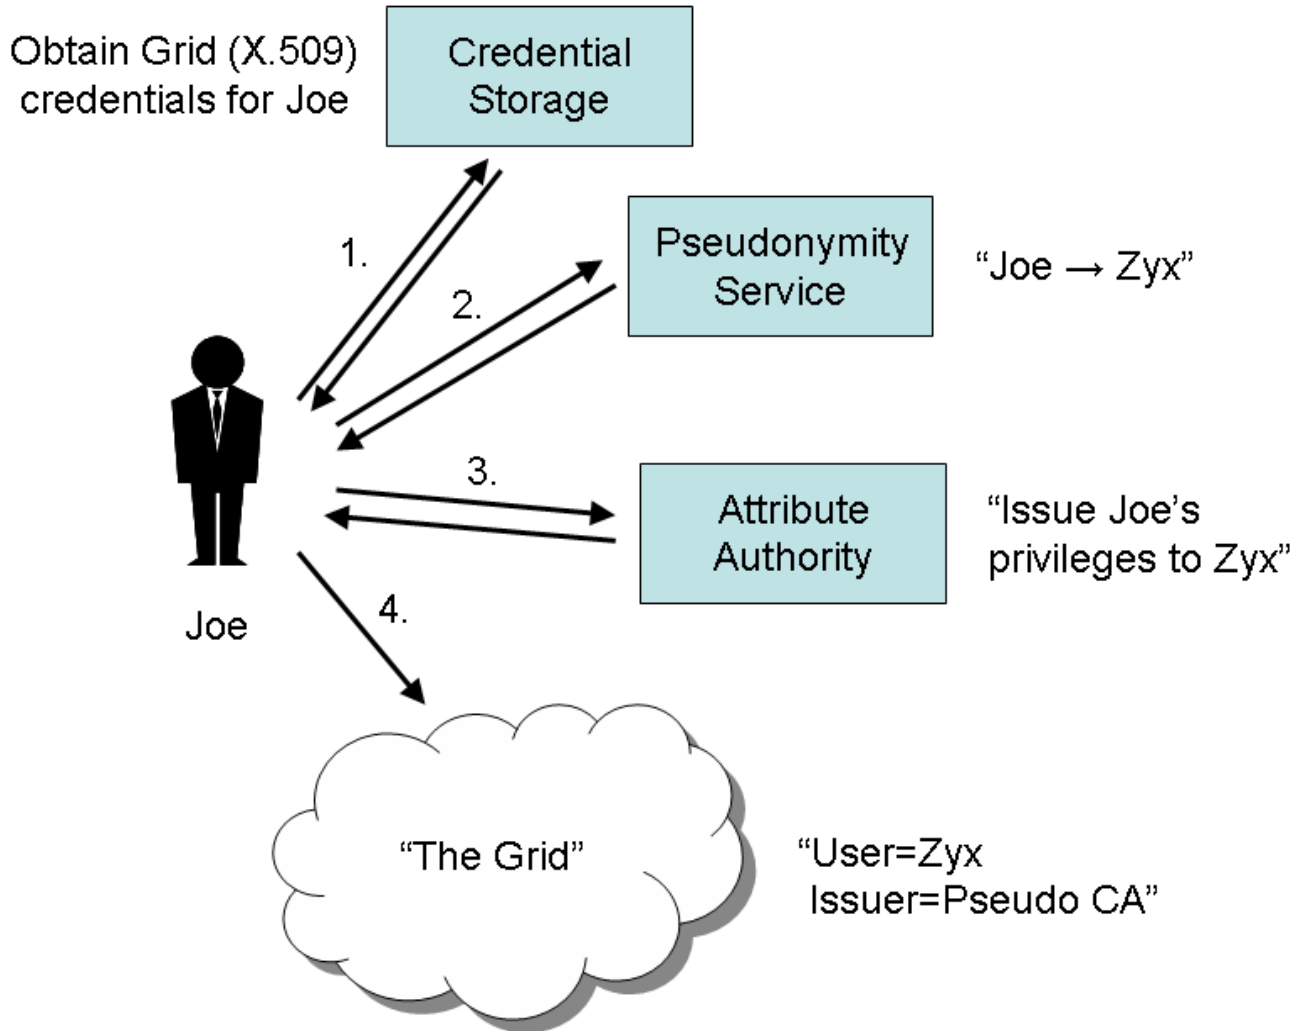 Obtain Grid (X.509)
credentials for Joe
Credential
Storage
1.
Pseudonymity
Service
“Joe → Zyx”
2.
3.
Attribute
Authority
“Issue Joe’s
privileges to Zyx”
Joe
4.
“The Grid”
“User=Zyx
Issuer=Pseudo CA”